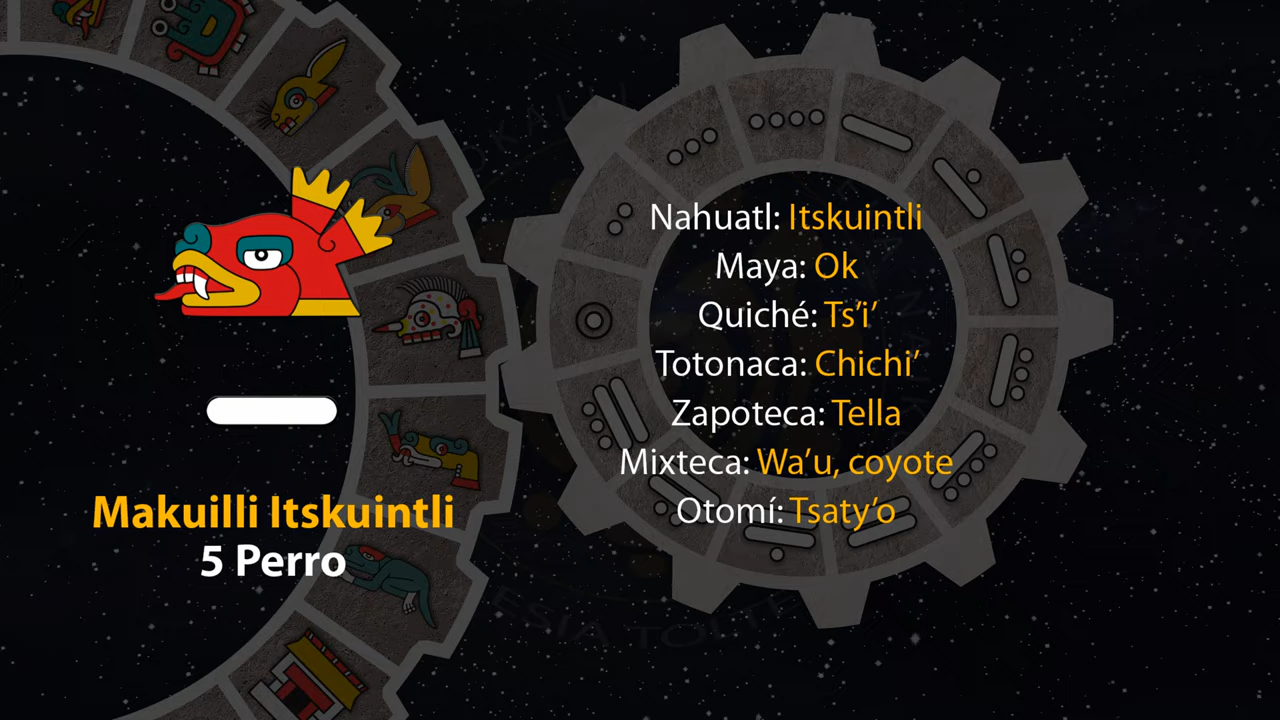 Makuilli Itskuintli
5 Perro
Nahuatl: Itskuintli
Maya: Ok
Quiché: Ts’i’
Totonaca: Chichi’
Zapoteca: Tella
Mixteca: Wa’u, coyote
Otomí: Tsaty’o